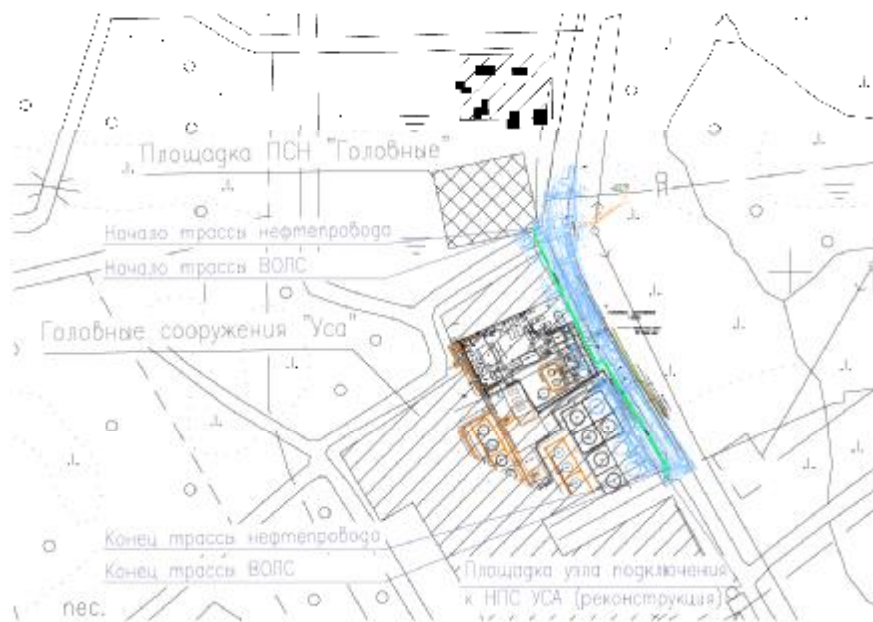 Площадка ПСН "Головные"
Начало трассы нефтепровода
Начало трассы ВОЛС
Головные сооружения "Уса"
Конец трассы нефтепровода
Конец трассы ВОЛС
Площадка узла подключения
к НПС УСА (реконструкция)
пес.